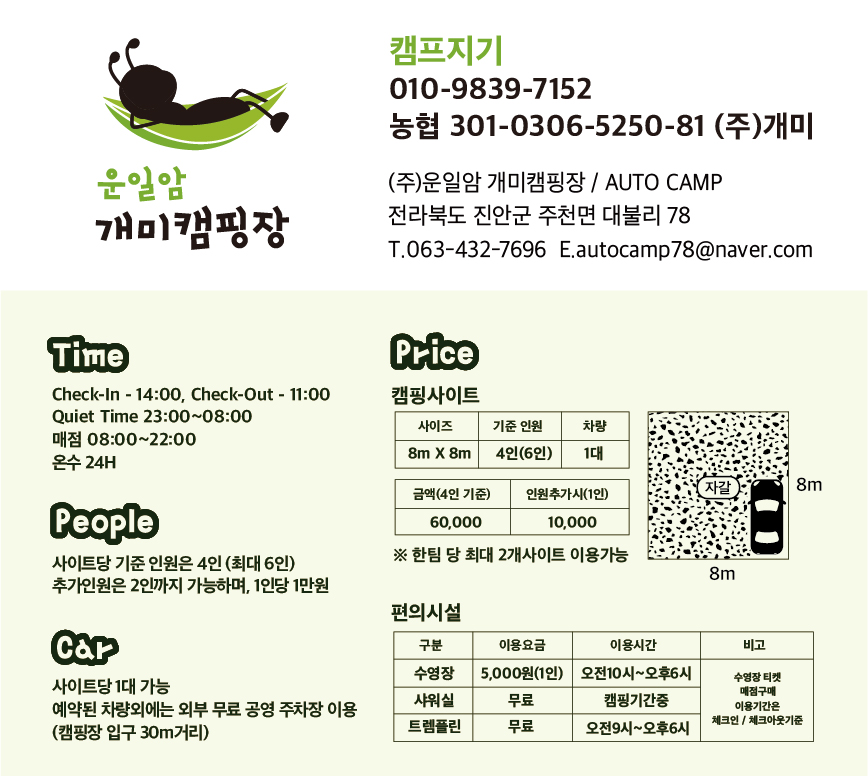 운일암
개미캠핑장
캠프지기
010-9839-7152
농협 301-0306-5250-81 (주)개미
(주)운일암 개미캠핑장 / AUTO CAMP
전라북도 진안군 주천면 대불리 78
T.063-432-7696 E.autocamp78@naver.com
Time
Check-In - 14:00, Check-Out - 11:00
Quiet Time 23:00~08:00
매점 08:00~22:00
온수 24H
People
사이트당 기준 인원은 4인 (최대 6인)
추가인원은 2인까지 가능하며, 1인당 1만원
Car
사이트당 1대 가능
예약된 차량외에는 외부 무료 공영 주차장 이용
(캠핑장 입구 30m거리)
Price
캠핑사이트
사이즈 기준 인원 차량
8m X 8m 4인(6인) 1대
금액(4인 기준) 인원추가시(1인)
60,000 10,000
※ 한팀 당 최대 2개사이트 이용가능
자갈
8m
8m
편의시설
구분 이용요금 이용시간 비고
수영장 5,000원(1인) 오전10시~오후6시
샤워실 무료 캠핑기간중
트렘플린 무료 오전9시~오후6시
수영장 티켓
매점구매
이용기간은
체크인 / 체크아웃기준